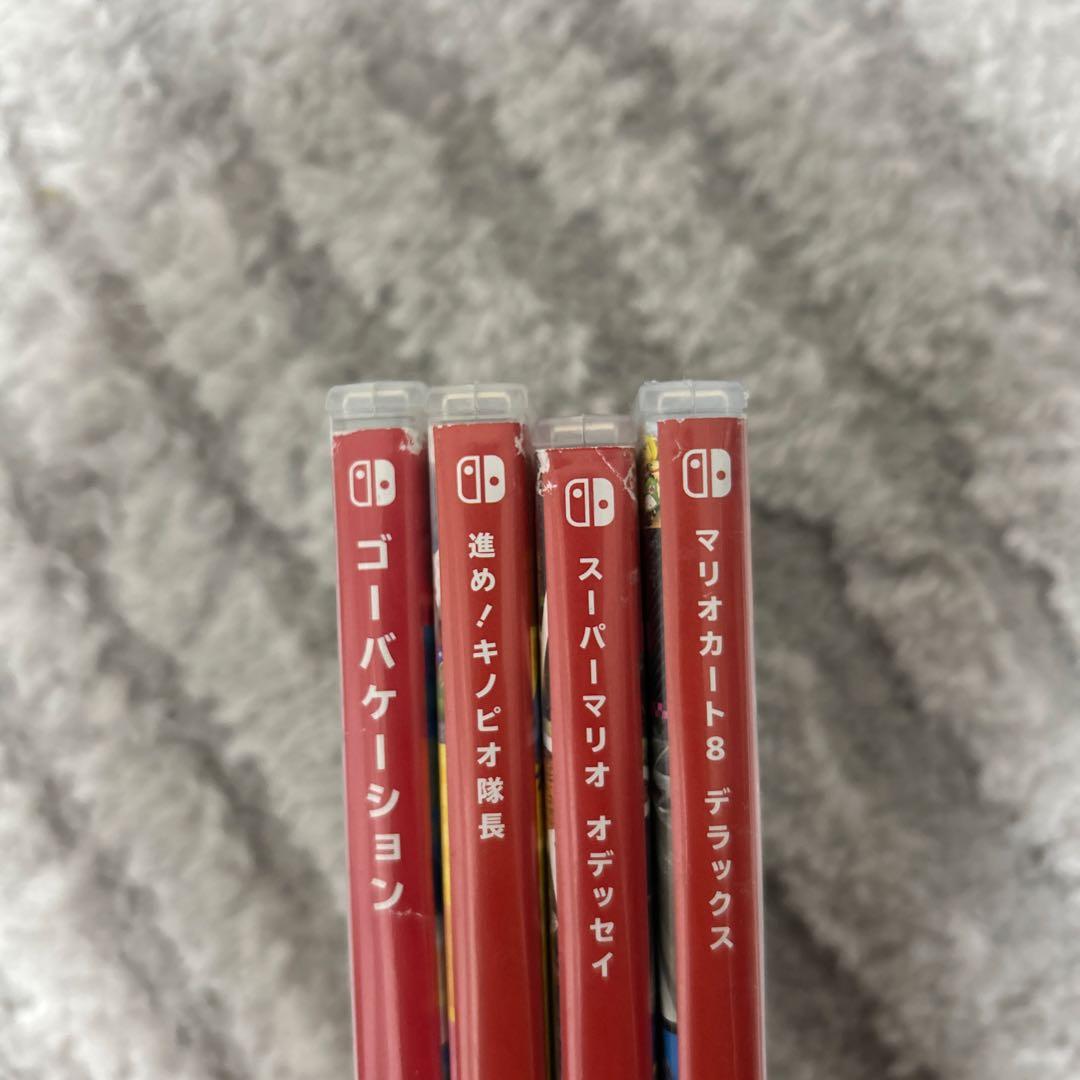 ゴーバケーション
進め!キノピオ隊長
スーパーマリオ オデッセイ
マリオカート8 デラックス